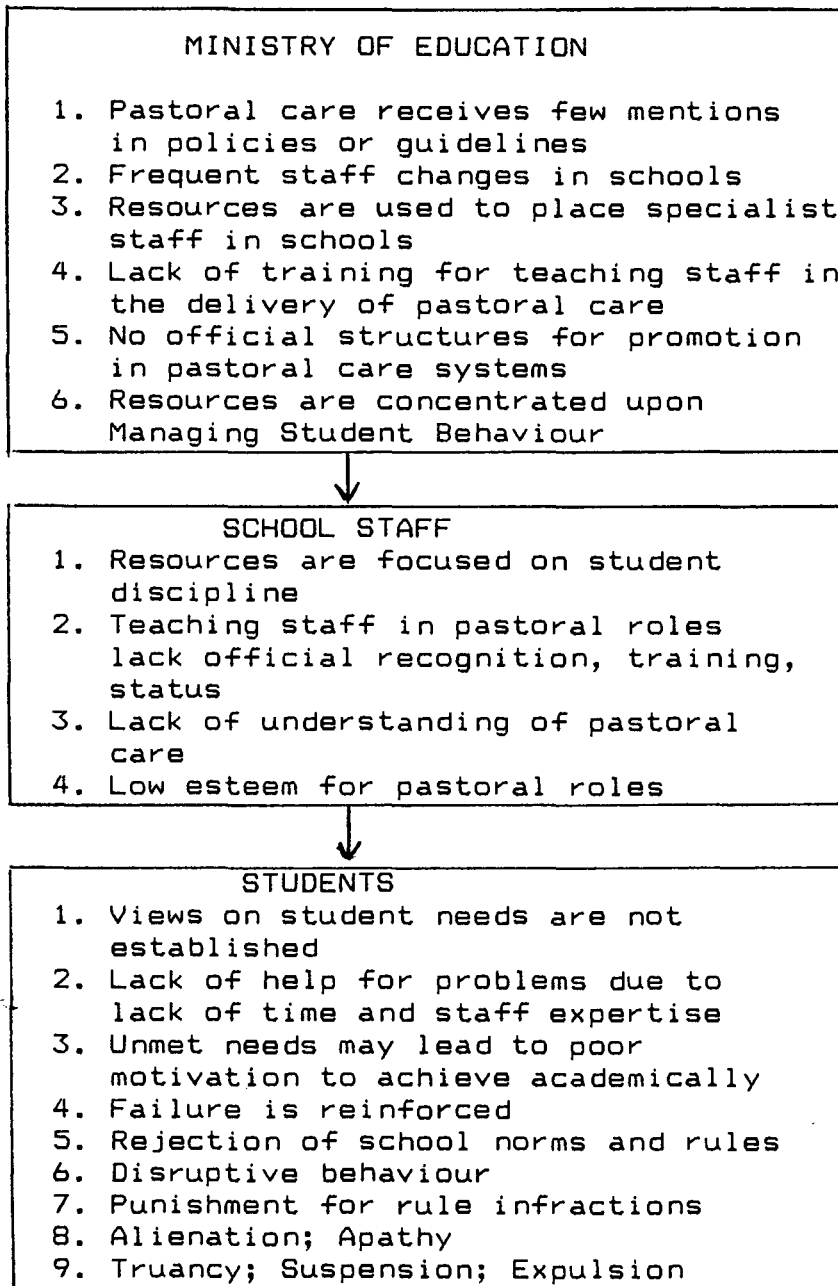 MINISTRY OF EDUCATION
1. Pastoral care receives few mentions
in policies or guidelines
2. Frequent staff changes in schools
3. Resources are used to place specialist
staff in schools
4. Lack of training for teaching staff in
the delivery of pastoral care
5. No official structures for promotion
in pastoral care systems
6. Resources are concentrated upon
Managing Student Behaviour
SCHOOL STAFF
1. Resources are focused on student
discipline
2. Teaching staff in pastoral roles
lack official recognition, training,
status
3. Lack of understanding of pastoral
care
4. Low esteem for pastoral roles
STUDENTS
1. Views on student needs are not
established
2. Lack of help for problems due to
lack of time and staff expertise
3. Unmet needs may lead to poor
motivation to achieve academically
4. Failure is reinforced
5. Rejection of school norms and rules
6. Disruptive behaviour
7. Punishment for rule infractions
8. Alienation; Apathy
9. Truancy; Suspension; Expulsion